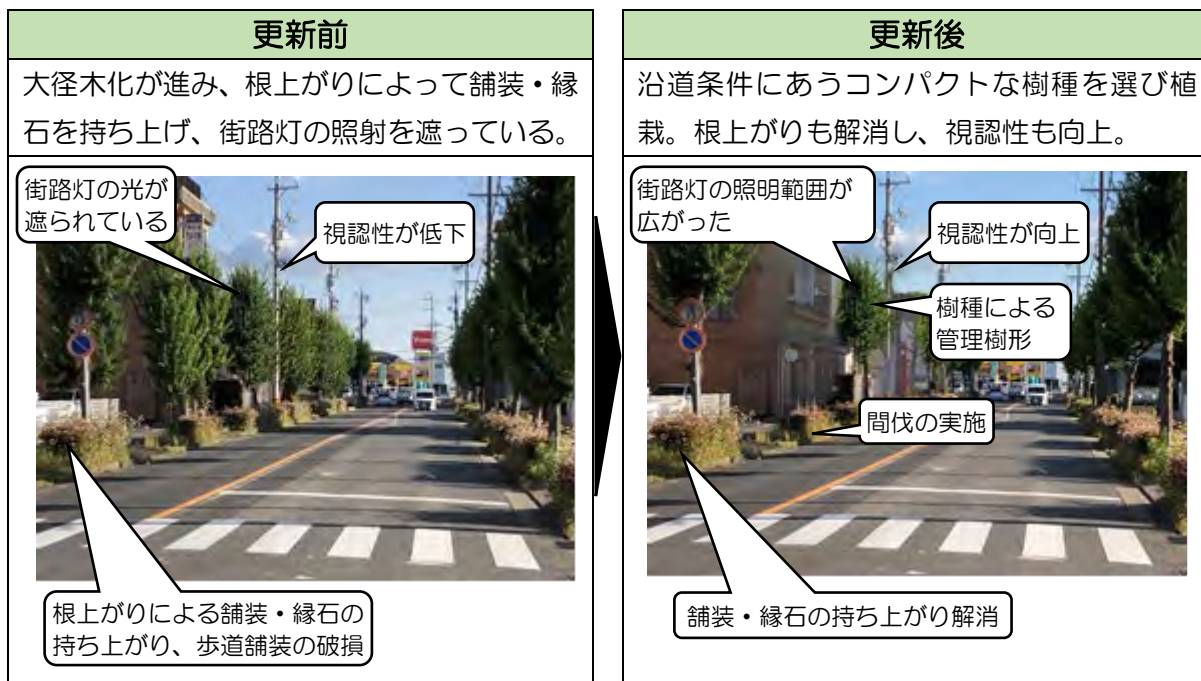 更新前
大径木化が進み、根上がりによって舗装・縁
石を持ち上げ、街路灯の照射を遮っている。
街路灯の光が
遮られている
視認性が低下
根上がりによる舗装・縁石の
持ち上がり、歩道舗装の破損
更新後
沿道条件にあうコンパクトな樹種を選び植
栽。根上がりも解消し、視認性も向上。
街路灯の照明範囲が
広がった
視認性が向上
樹種による
管理樹形
間伐の実施
舗装・縁石の持ち上がり解消